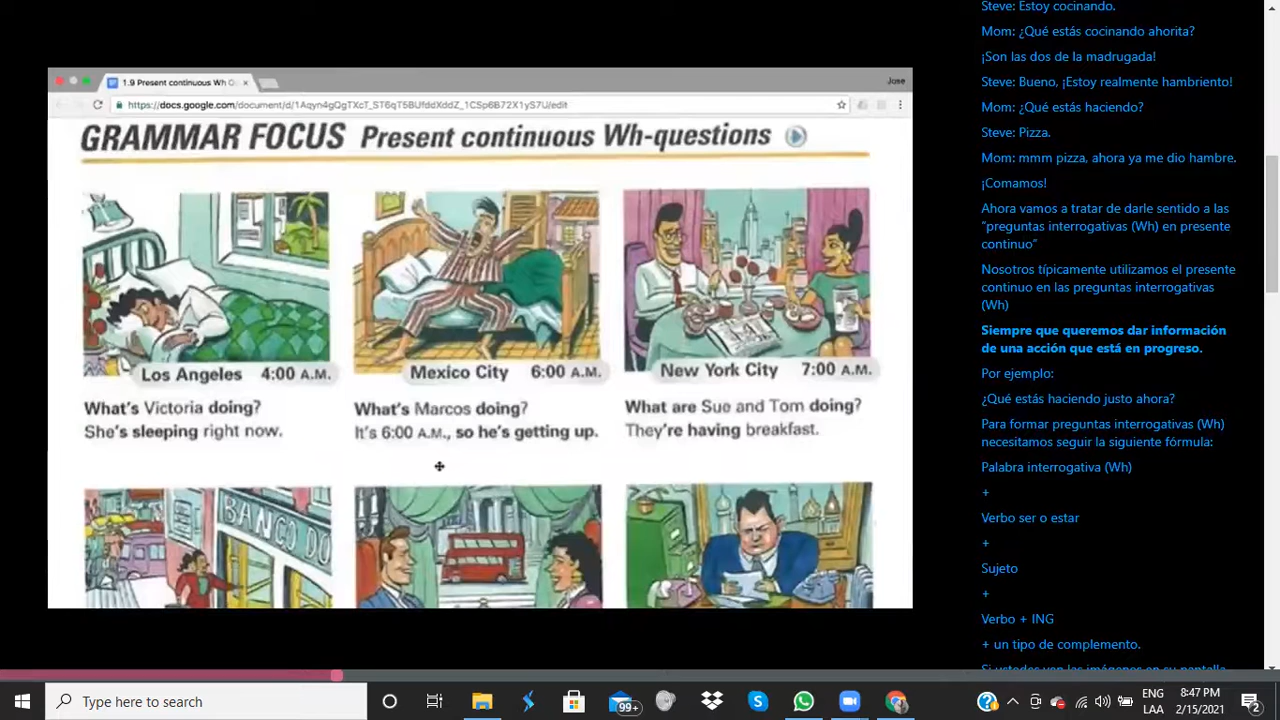 1.9 Present continuous Wh Q
Jose
https://docs.google.com/document/d/1Aqyn4gQgTXcT_ST6qT5BUfddXddZ_1CSp6B72X1yS7U/edit
GRAMMAR FOCUS Present continuous Wh-questions
Los Angeles 4:00 A.M.
Mexico City 6:00 A.M.
New York City 7:00 A.M.
What's Victoria doing?
She's sleeping right now.
What's Marcos doing?
It's 6:00 A.M., so he's getting up.
What are Sue and Tom doing?
They're having breakfast.
BANCO DO
Steve: Estoy cocinando.
Mom: ¿Qué estás cocinando ahorita?
¡Son las dos de la madrugada!
Steve: Bueno, ¡Estoy realmente hambriento!
Mom: ¿Qué estás haciendo?
Steve: Pizza.
Mom: mmm pizza, ahora ya me dio hambre.
¡Comamos!
Ahora vamos a tratar de darle sentido a las
"preguntas interrogativas (Wh) en presente
continuo"
Nosotros típicamente utilizamos el presente
continuo en las preguntas interrogativas
(Wh)
Siempre que queremos dar información
de una acción que está en progreso.
Por ejemplo:
¿Qué estás haciendo justo ahora?
Para formar preguntas interrogativas (Wh)
necesitamos seguir la siguiente fórmula:
Palabra interrogativa (Wh)
+
Verbo ser o estar
+
Sujeto
+
Verbo + ING
+ un tipo de complemento.
Si ustedes ven las imágenes en su pantalla
Type here to search
99+
ENG
LAA
8:47 PM
2/15/2021
2